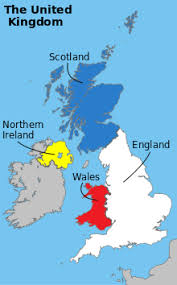 The United
Kingdom
Scotland
Northern
Ireland
England
Wales